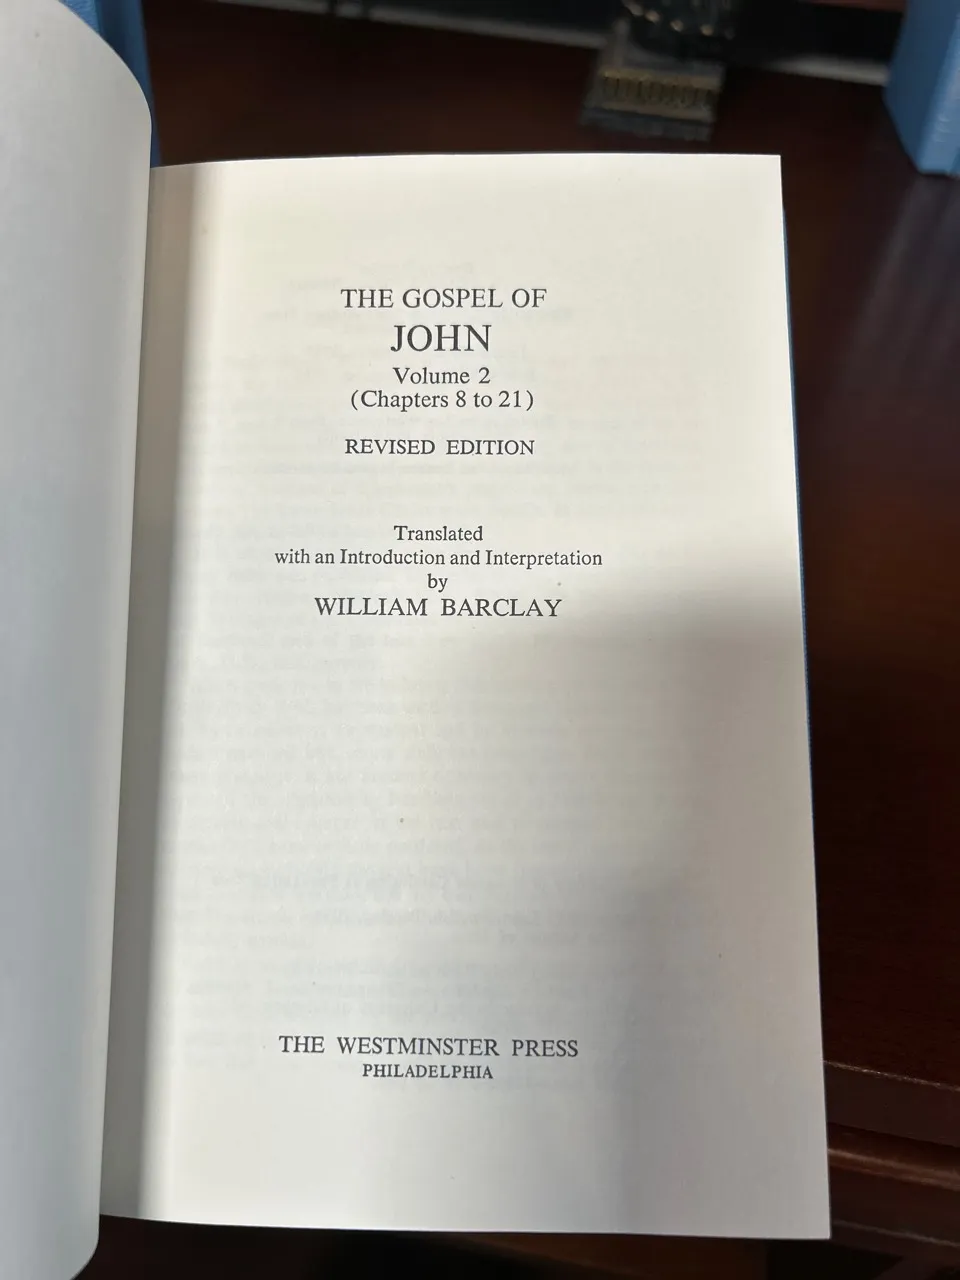 THE GOSPEL OF
JOHN
Volume 2
(Chapters 8 to 21)
REVISED EDITION
Translated
with an Introduction and Interpretation
by
WILLIAM BARCLAY
THE WESTMINSTER PRESS
PHILADELPHIA